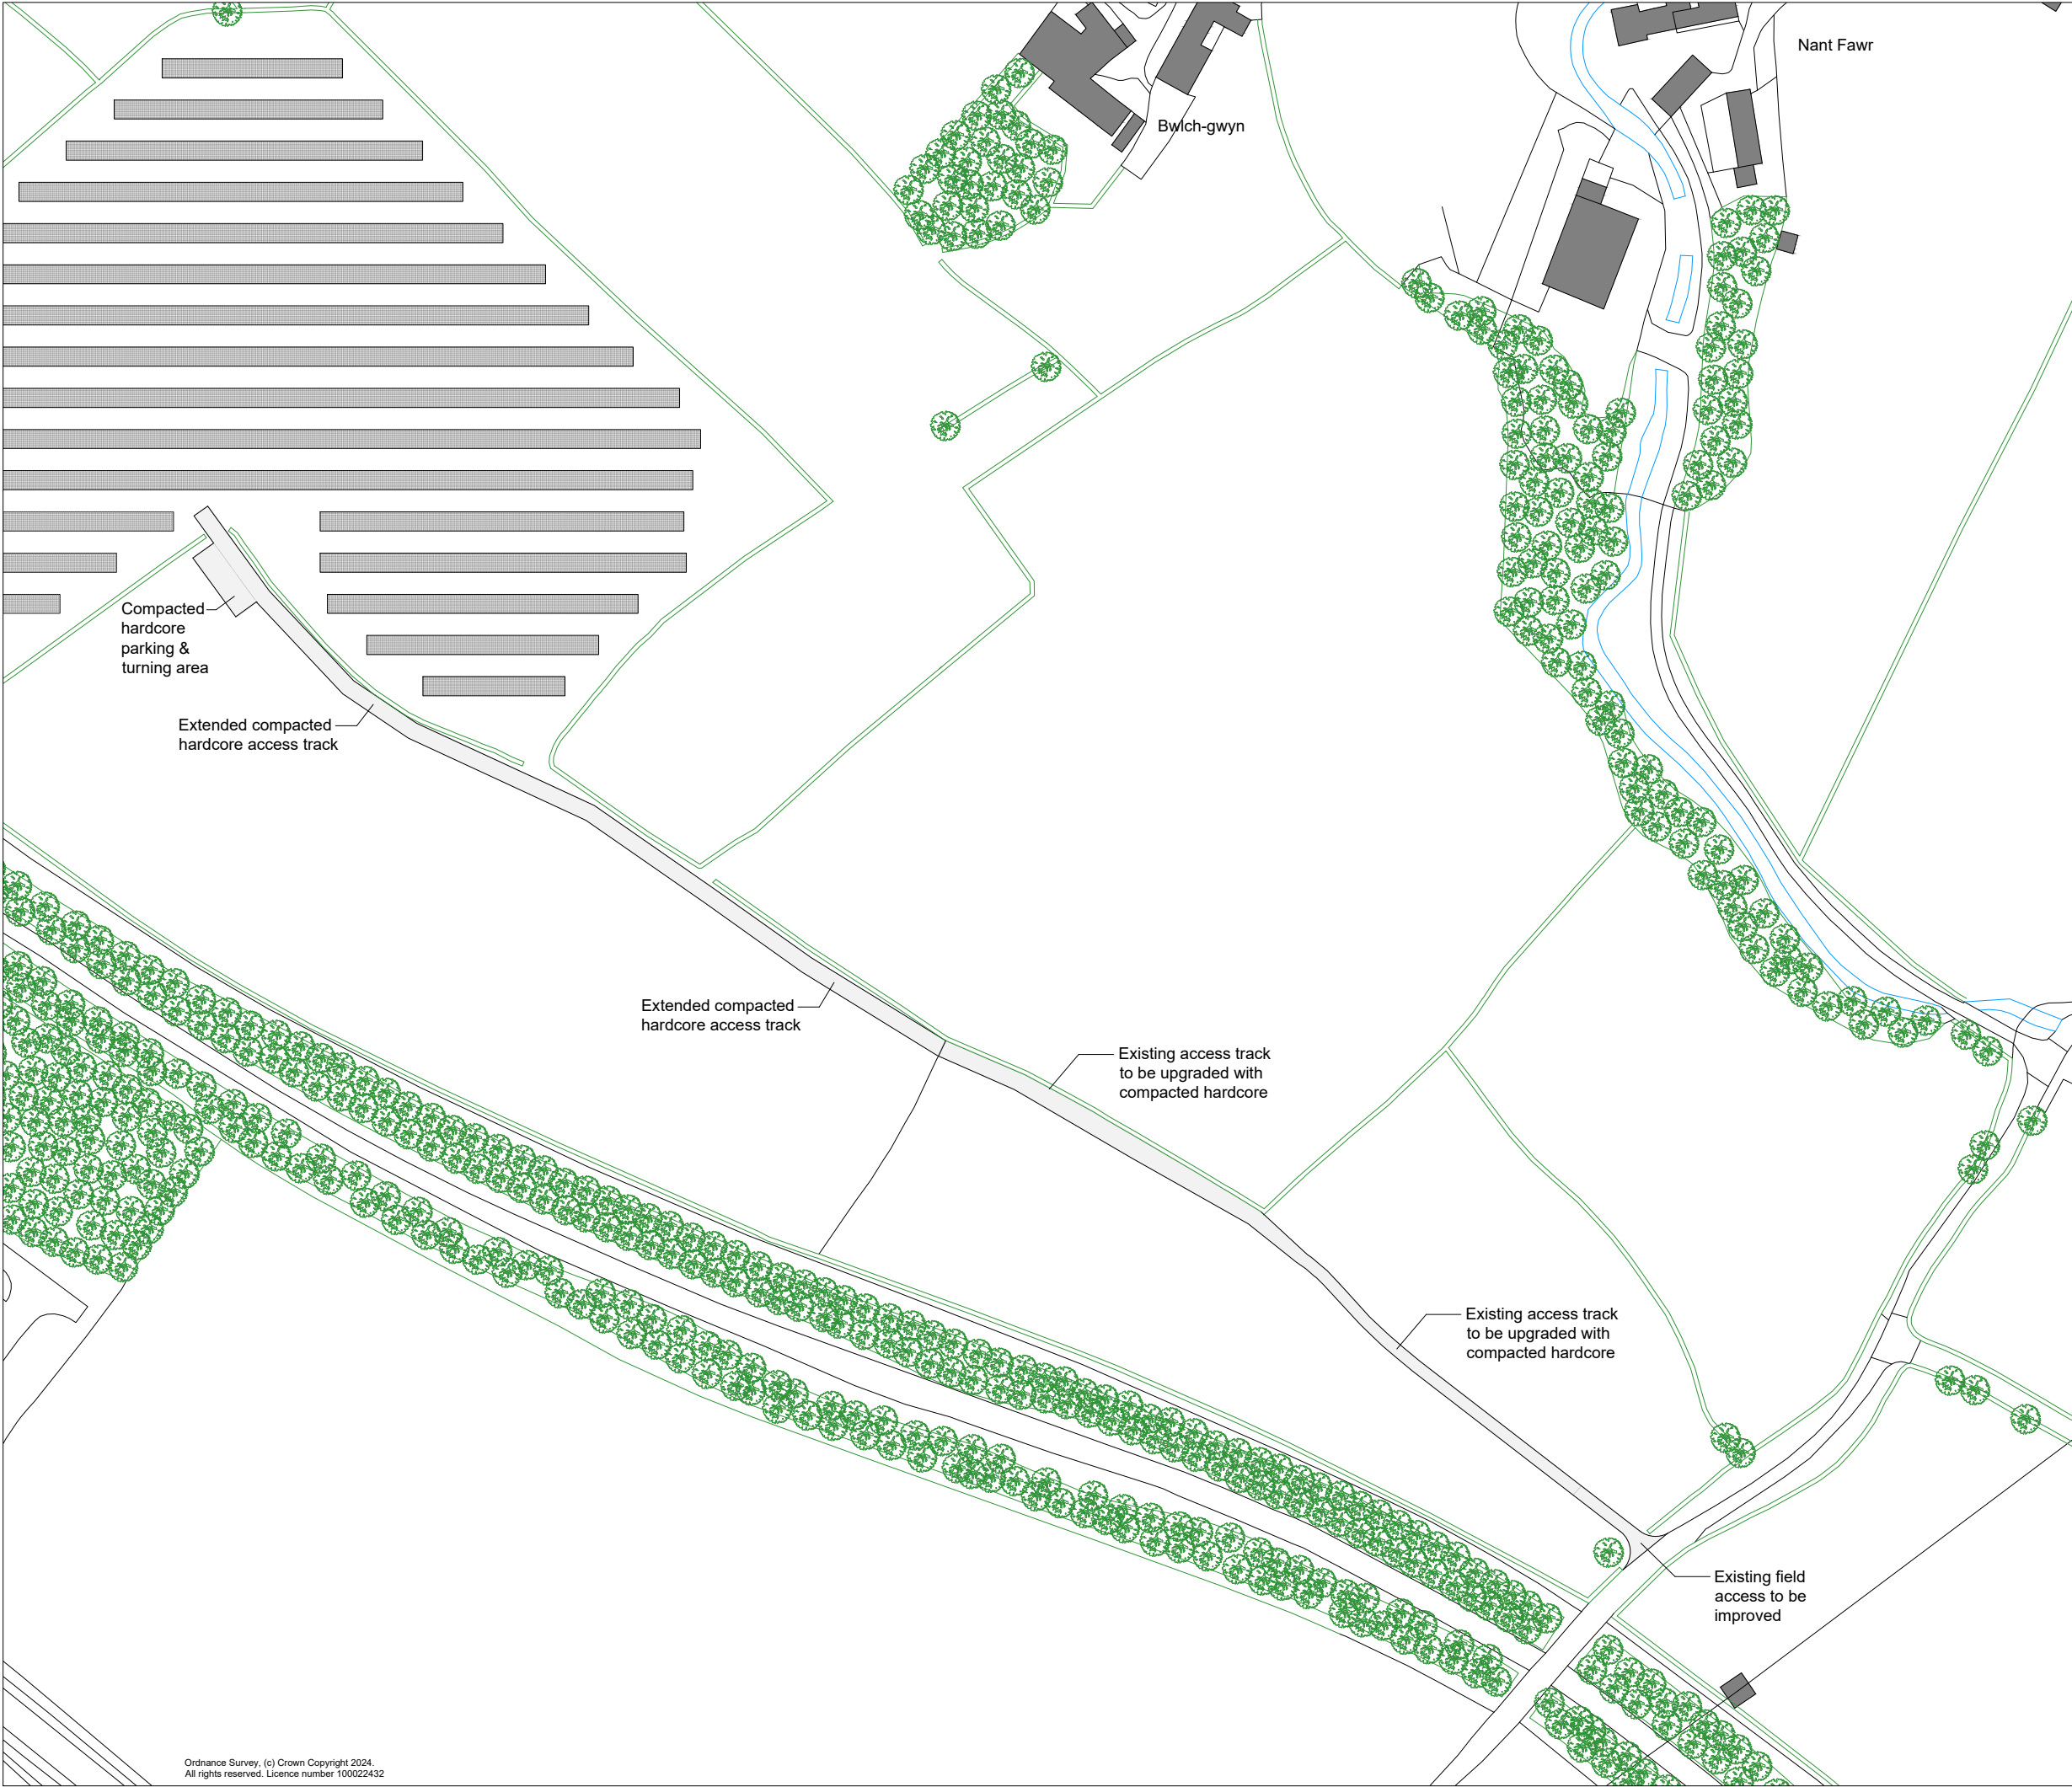 Nant Fawr
Bwlch-gwyn
Compacted
hardcore
parking &
turning area
Extended compacted
hardcore access track
Extended compacted
hardcore access track
Existing access track
to be upgraded with
compacted hardcore
Existing access track
to be upgraded with
compacted hardcore
Existing field
access to be
improved
Ordnance Survey, (c) Crown Copyright 2024.
All rights reserved. Licence number 100022432